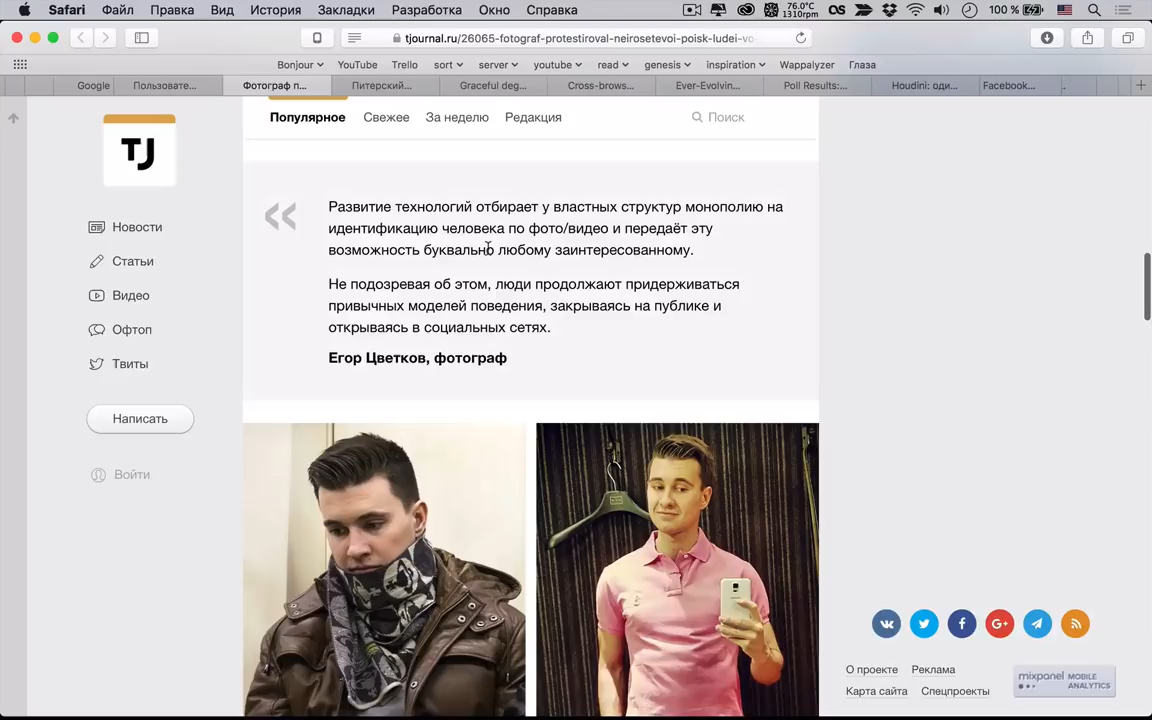 Safari Файл Правка Вид История Закладки Разработка Окно Справка
76.0°C
1310rpm
100 %
tjournal.ru/26065-fotograf-protestiroval-neirosetevoi-poisk-ludei-vo-
Bonjour YouTube Trello sort server youtube read genesis inspiration Wappalyzer Глаза
Google Пользовате... Фотограф п... Питерский... Graceful deg... Cross-brows... Ever-Evolvin... Poll Results:... Houdini: оди... Facebook...
Популярное Свежее За неделю Редакция Поиск
TJ
Новости
Статьи
Видео
Офтоп
Твиты
Написать
Войти
Развитие технологий отбирает у властных структур монополию на
идентификацию человека по фото/видео и передаёт эту
возможность буквально любому заинтересованному.
Не подозревая об этом, люди продолжают придерживаться
привычных моделей поведения, закрываясь на публике и
открываясь в социальных сетях.
Егор Цветков, фотограф
О проекте Реклама
Карта сайта Спецпроекты
mixpanel MOBILE
ANALYTICS